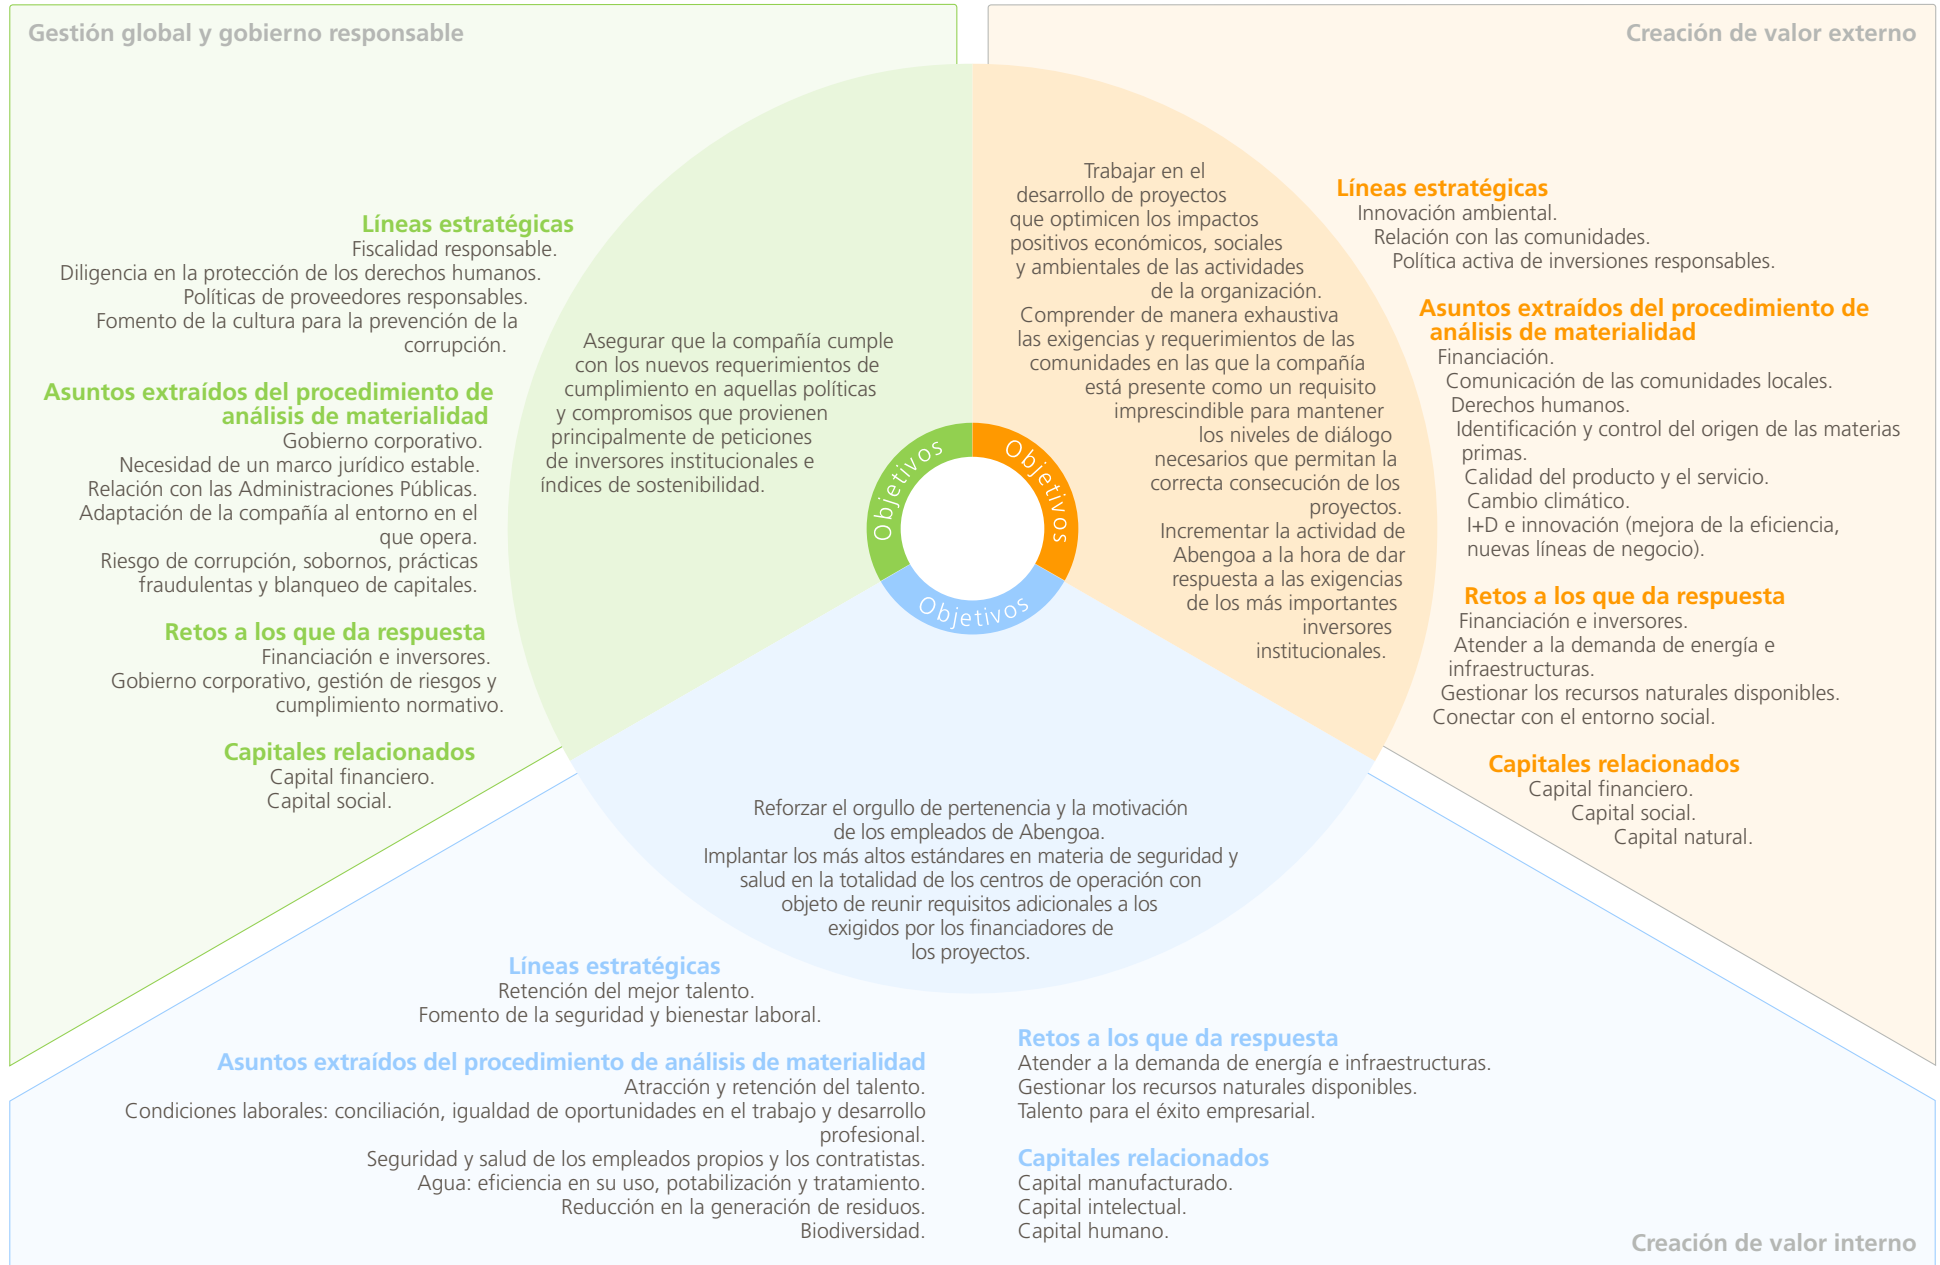 Gestión global y gobierno responsable
Líneas estratégicas
Fiscalidad responsable.
Diligencia en la protección de los derechos humanos.
Políticas de proveedores responsables.
Fomento de la cultura para la prevención de la
corrupción.
Asuntos extraídos del procedimiento de
análisis de materialidad
Gobierno corporativo.
Necesidad de un marco jurídico estable.
Relación con las Administraciones Públicas.
Adaptación de la compañía al entorno en el
que opera.
Riesgo de corrupción, sobornos, prácticas
fraudulentas y blanqueo de capitales.
Retos a los que da respuesta
Financiación e inversores.
Gobierno corporativo, gestión de riesgos y
cumplimiento normativo.
Capitales relacionados
Capital financiero.
Capital social.
Asegurar que la compañía cumple
con los nuevos requerimientos de
cumplimiento en aquellas políticas
y compromisos que provienen
principalmente de peticiones
de inversores institucionales e
índices de sostenibilidad.
Objetivos
Creación de valor externo
Objetivos
Trabajar en el
desarrollo de proyectos
que optimicen los impactos
positivos económicos, sociales
y ambientales de las actividades
de la organización.
Comprender de manera exhaustiva
las exigencias y requerimientos de las
comunidades en las que la compañía
está presente como un requisito
imprescindible para mantener
los niveles de diálogo
necesarios que permitan la
correcta consecución de los
proyectos.
Incrementar la actividad de
Abengoa a la hora de dar
respuesta a las exigencias
de los más importantes
inversores
institucionales.
Líneas estratégicas
Innovación ambiental.
Relación con las comunidades.
Política activa de inversiones responsables.
Asuntos extraídos del procedimiento de
análisis de materialidad
Financiación.
Comunicación de las comunidades locales.
Derechos humanos.
Identificación y control del origen de las materias
primas.
Calidad del producto y el servicio.
Cambio climático.
I+D e innovación (mejora de la eficiencia,
nuevas líneas de negocio).
Retos a los que da respuesta
Financiación e inversores.
Atender a la demanda de energía e
infraestructuras.
Gestionar los recursos naturales disponibles.
Conectar con el entorno social.
Capitales relacionados
Capital financiero.
Capital social.
Capital natural.
Objetivos
Reforzar el orgullo de pertenencia y la motivación
de los empleados de Abengoa.
Implantar los más altos estándares en materia de seguridad y
salud en la totalidad de los centros de operación con
objeto de reunir requisitos adicionales a los
exigidos por los financiadores de
los proyectos.
Líneas estratégicas
Retención del mejor talento.
Fomento de la seguridad y bienestar laboral.
Asuntos extraídos del procedimiento de análisis de materialidad
Atracción y retención del talento.
Condiciones laborales: conciliación, igualdad de oportunidades en el trabajo y desarrollo
profesional.
Seguridad y salud de los empleados propios y los contratistas.
Agua: eficiencia en su uso, potabilización y tratamiento.
Reducción en la generación de residuos.
Biodiversidad.
Retos a los que da respuesta
Atender a la demanda de energía e infraestructuras.
Gestionar los recursos naturales disponibles.
Talento para el éxito empresarial.
Capitales relacionados
Capital manufacturado.
Capital intelectual.
Capital humano.
Creación de valor interno